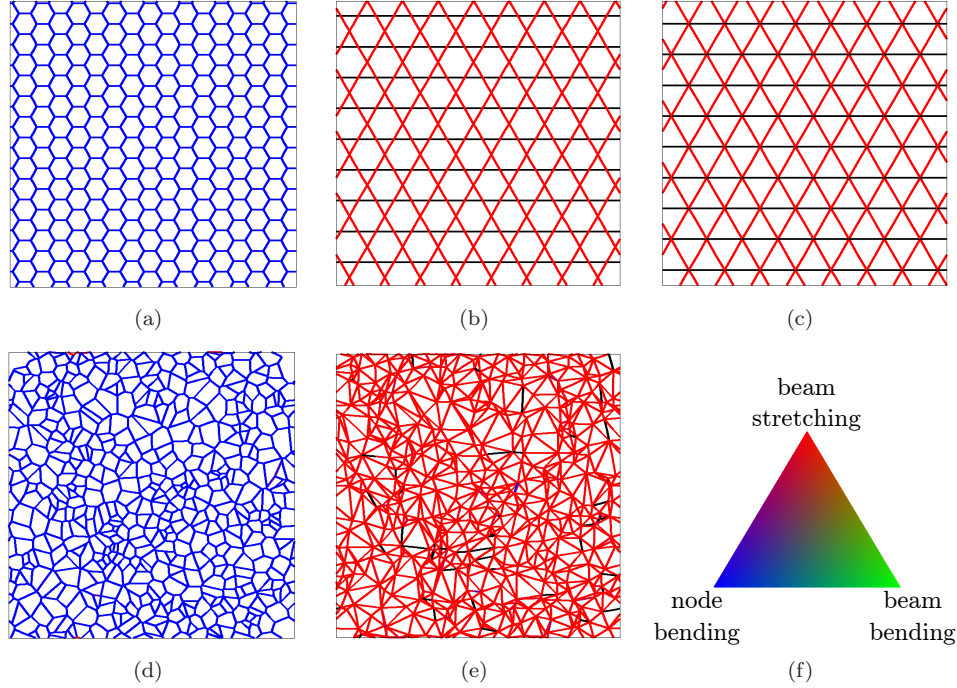 (a)
(b)
(c)
beam
stretching
node
bending
beam
bending
(d)
(e)
(f)